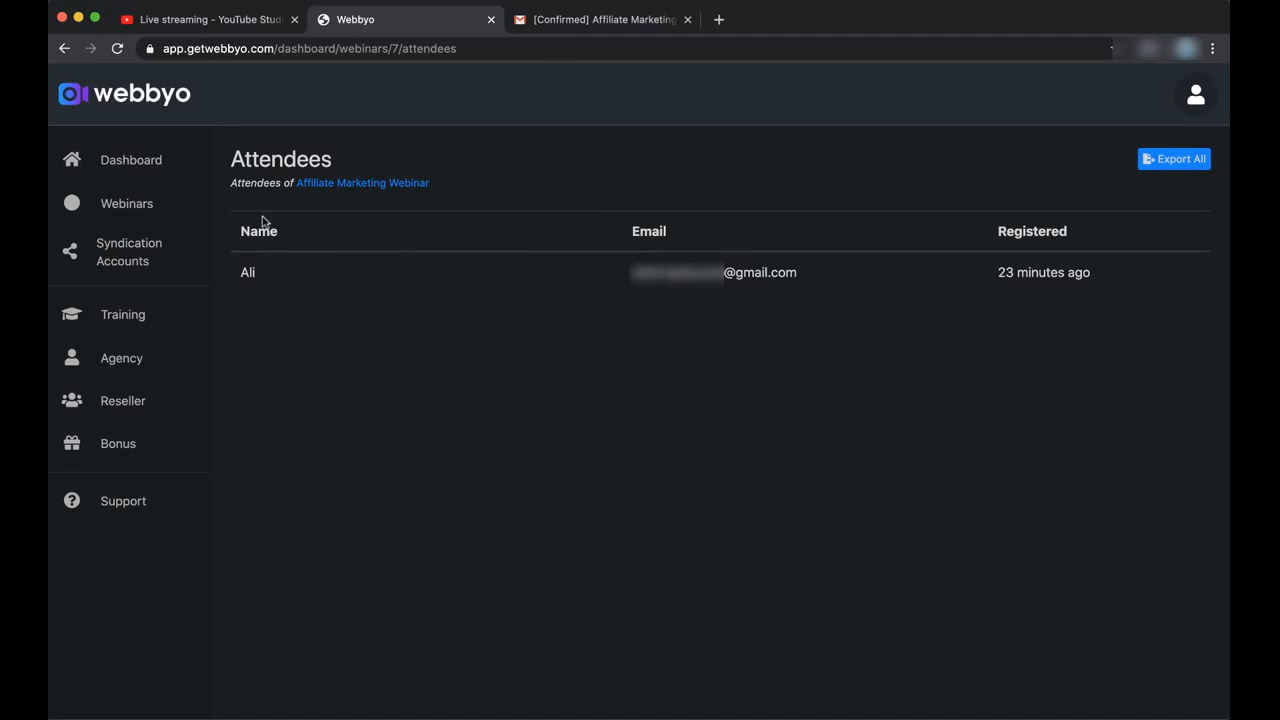 Live streaming - YouTube Stud
Webbyo
[Confirmed] Affiliate Marketing
app.getwebbyo.com/dashboard/webinars/7/attendees
webbyo
Dashboard
Webinars
Syndication
Accounts
Training
Agency
Reseller
Bonus
Support
Attendees
Export All
Attendees of Affiliate Marketing Webinar
Name Email Registered
Ali @gmail.com 23 minutes ago